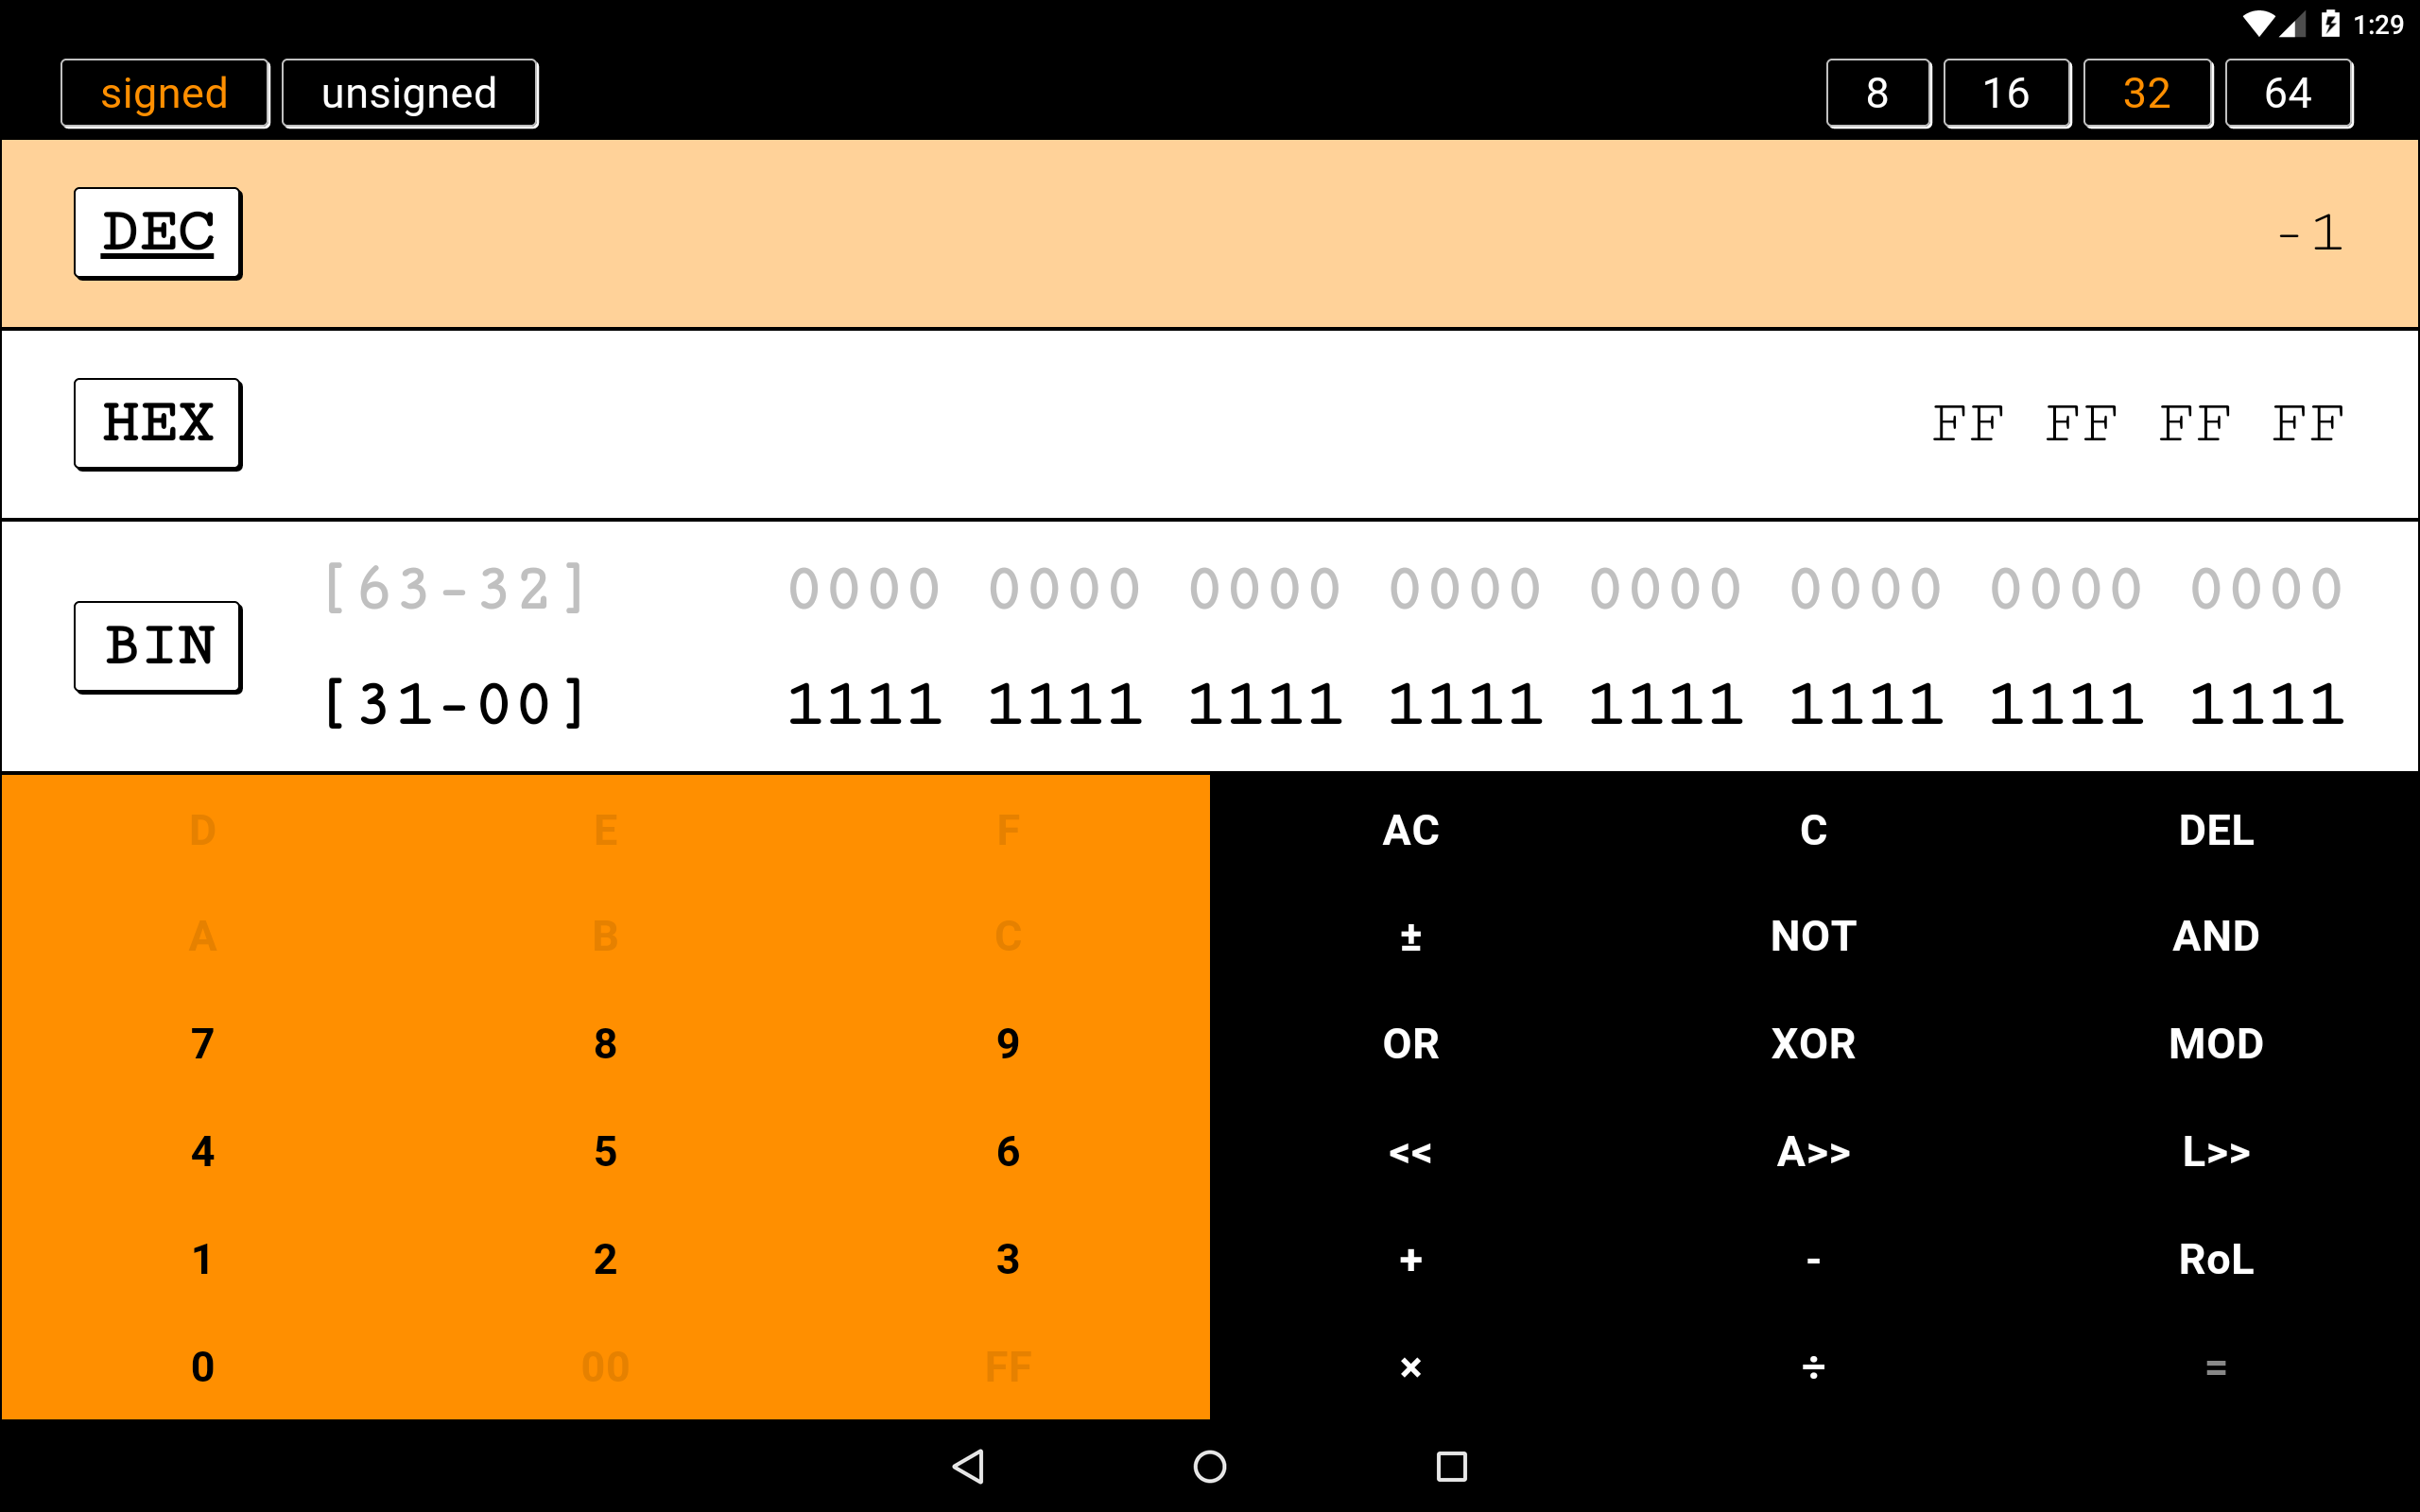 1:29
signed unsigned 8 16 32 64
DEC -1
HEX FF FF FF FF
[63-32] 0000 0000 0000 0000 0000 0000 0000 0000
BIN
[31-00] 1111 1111 1111 1111 1111 1111 1111 1111
D E F AC C DEL
A B C ± NOT AND
7 8 9 OR XOR MOD
4 5 6 << A>> L>>
1 2 3 + - RoL
0 00 FF × ÷ =